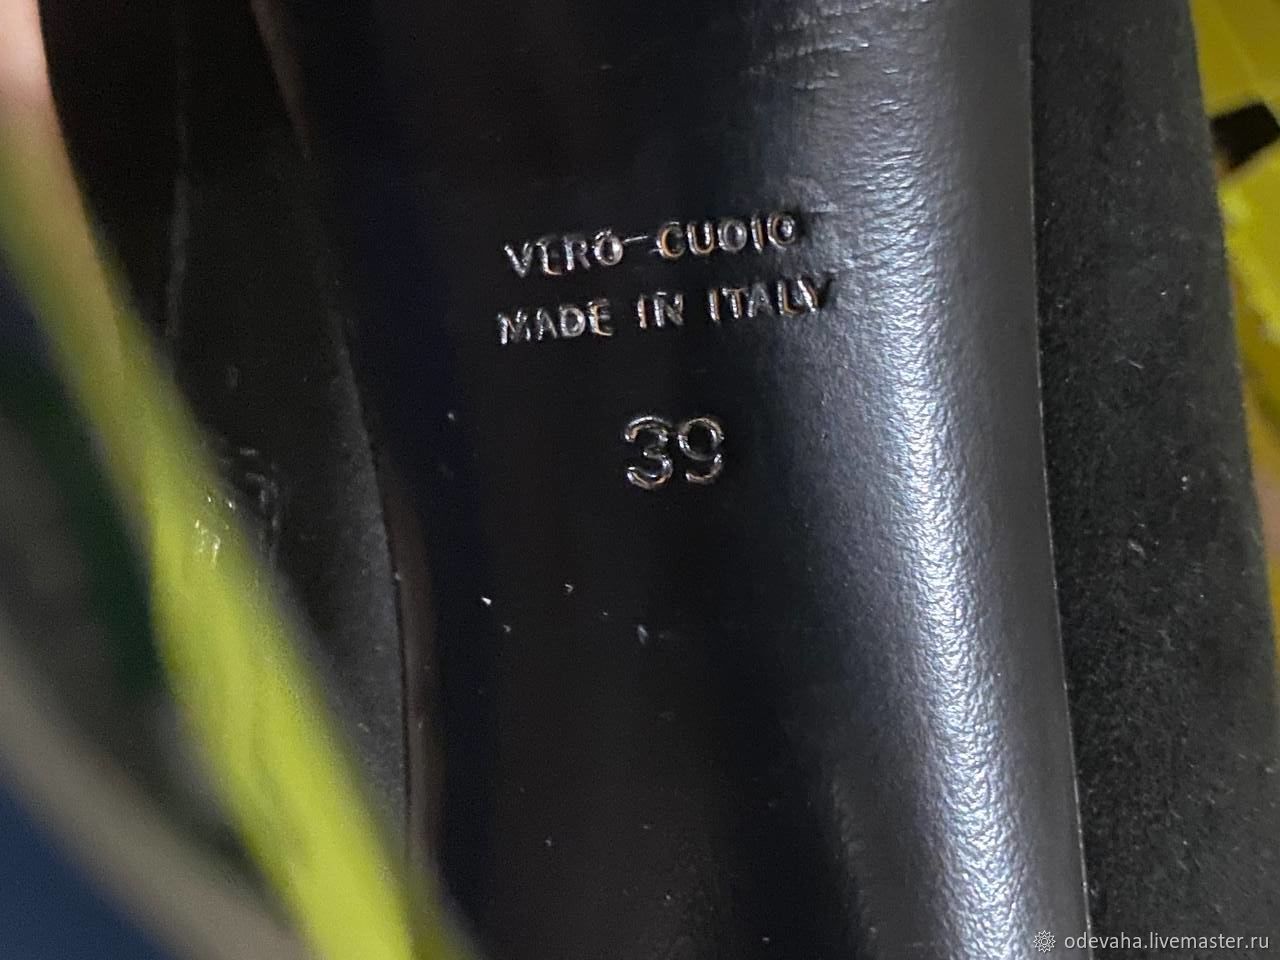 VERO CUOIO
MADE IN ITALY
39
odevaha.livemaster.ru